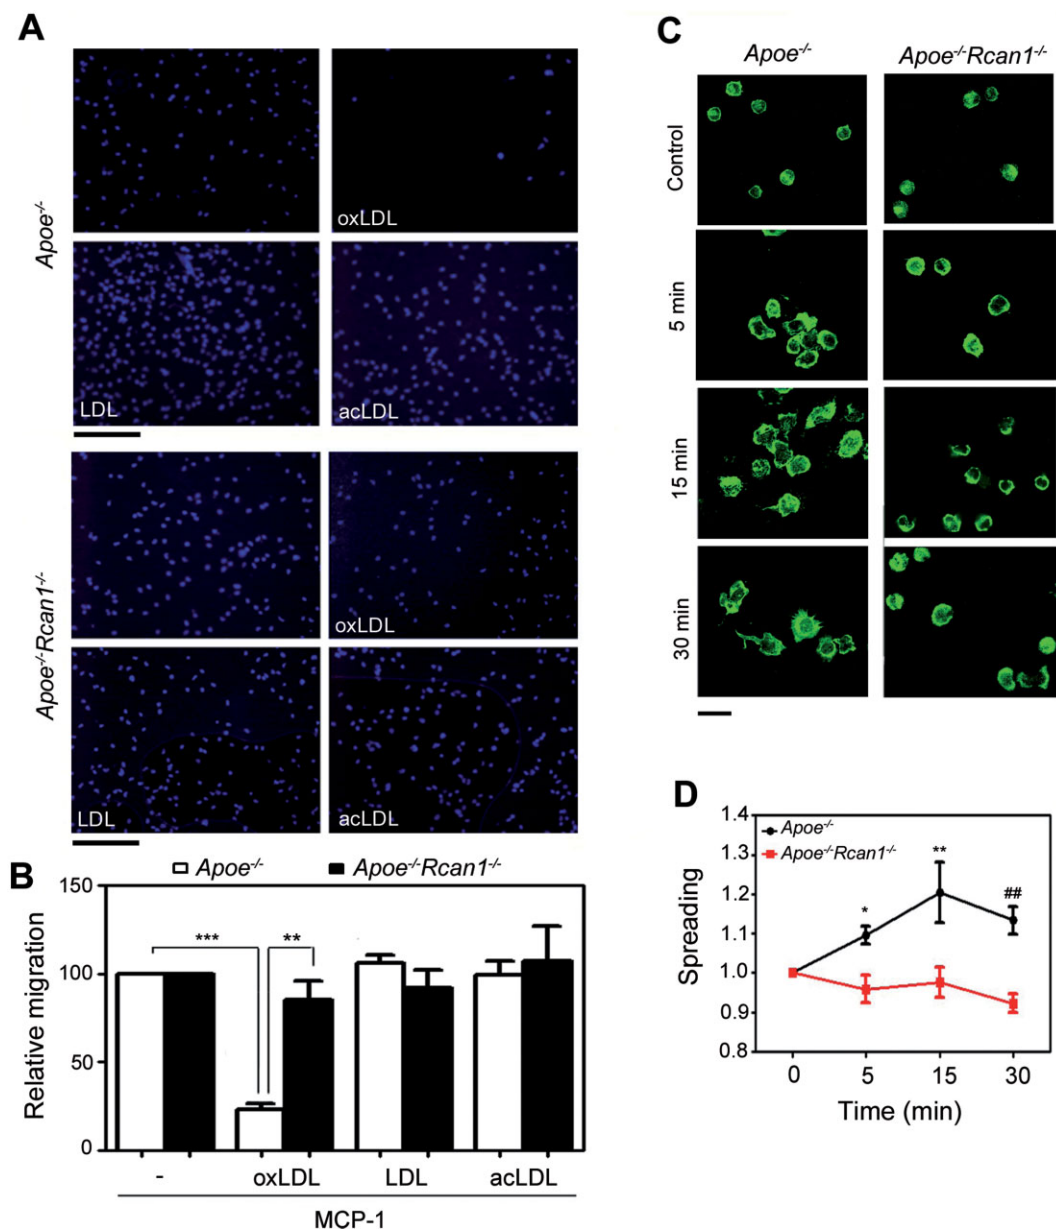 A
Apoe-/-
oxLDL
LDL
acLDL
Apoe-/-Rcan1-/-
oxLDL
LDL
acLDL
B
Apoe-/-
Apoe-/-Rcan1-/-
Relative migration
150
100
50
0
***
**
-
oxLDL
LDL
acLDL
MCP-1
C
Apoe-/-
Apoe-/-Rcan1-/-
Control
5 min
15 min
30 min
D
Spreading
1.4
1.3
1.2
1.1
1.0
0.9
0.8
Apoe-/-
Apoe-/-Rcan1-/-
*
**
##
0
5
15
30
Time (min)